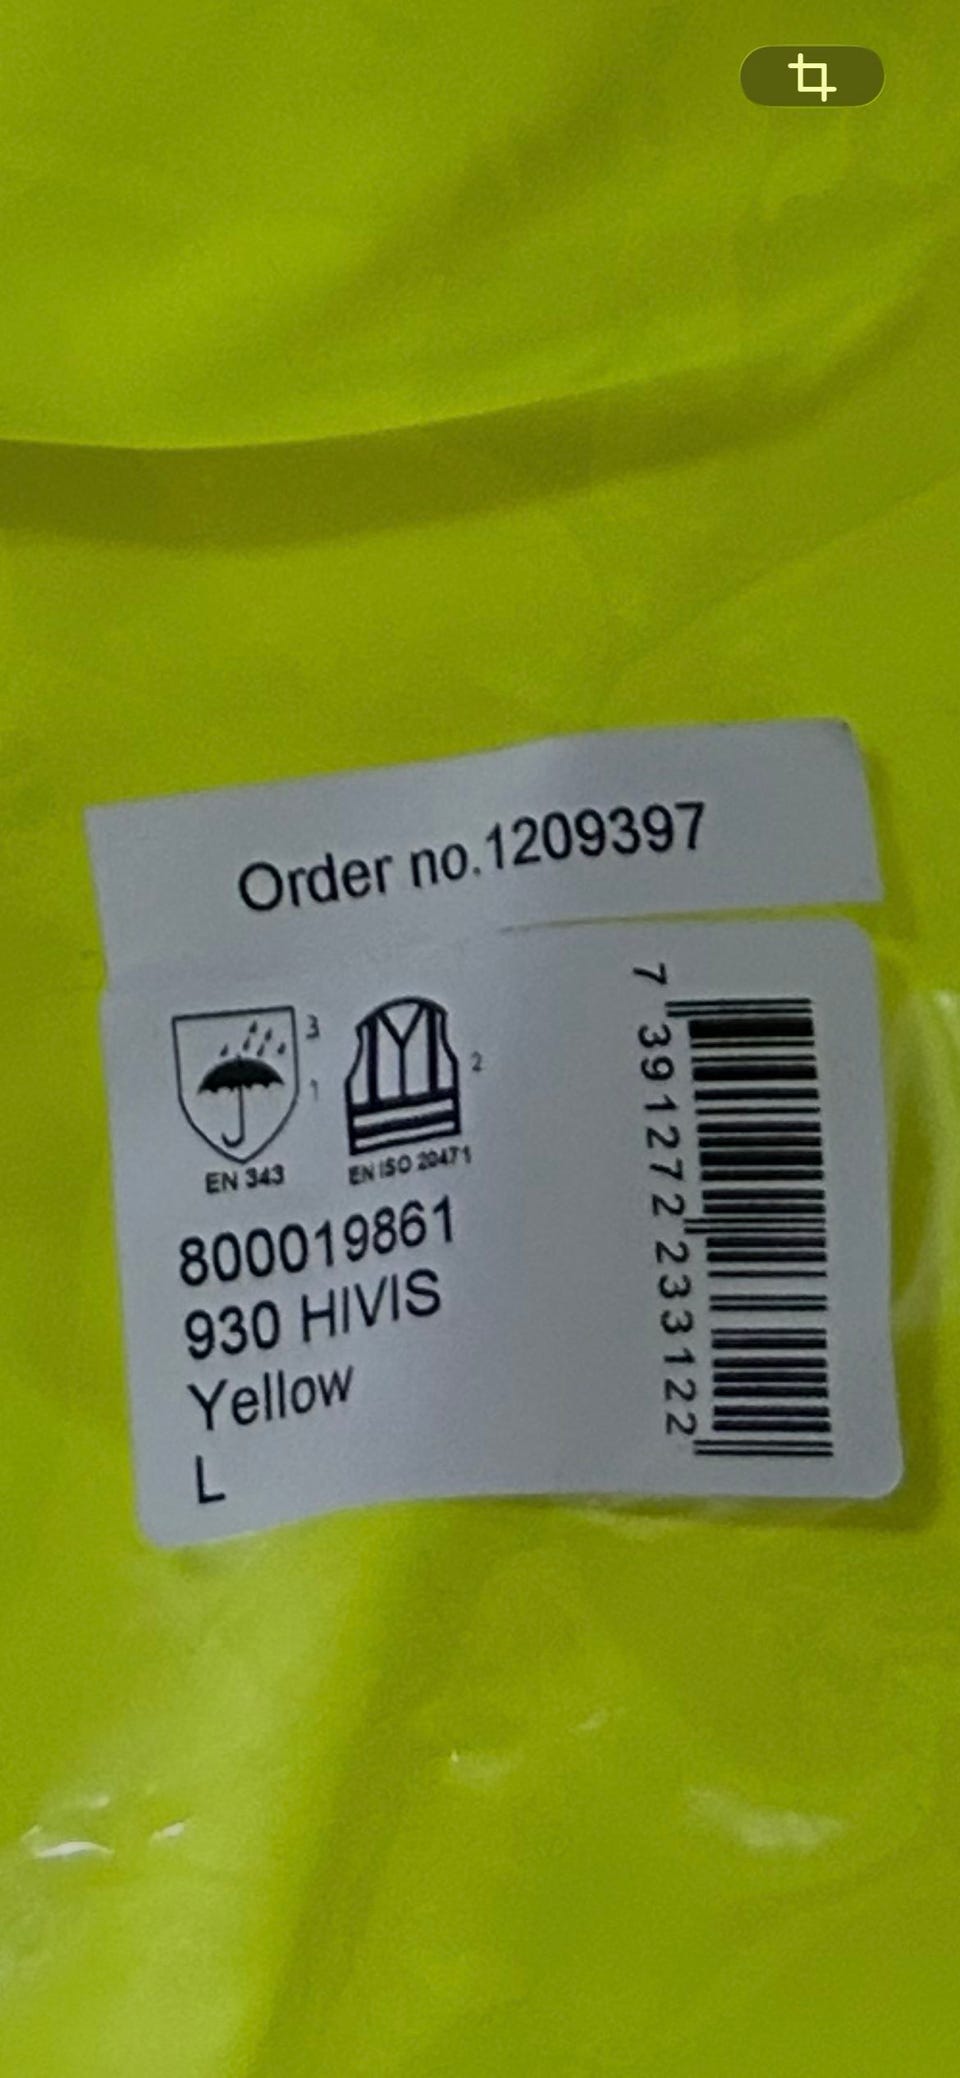 Order no.1209397
3
1
2
EN 343
EN ISO 20471
800019861
930 HIVIS
Yellow
L
7 391272 233122